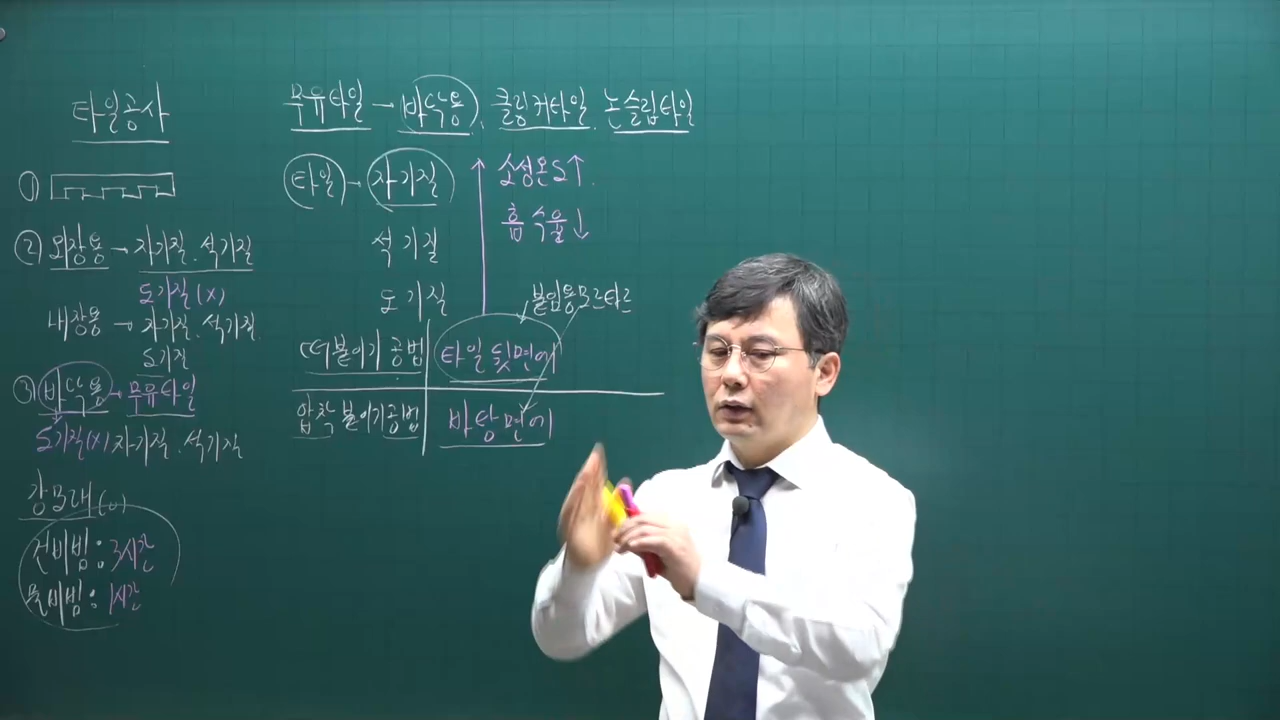 타일공사
①
② 외장용 → 자기질. 석기질
도기질(X)
내장용 → 자기질. 석기질.
도기질
③ 바닥용 → 무유타일
도기질(X) 자기질. 석기질
강모래(0)
건비빔 : 3시간
물비빔 : 1시간
무유타일 → 바닥용, 클링커타일. 논슬립타일
타일 → 자기질
석기질
도기질
소성온도↑.
흡수율↓
붙임용모르타르
떠붙이기 공법 타일 뒷면에
압착 붙이기공법 바탕면에